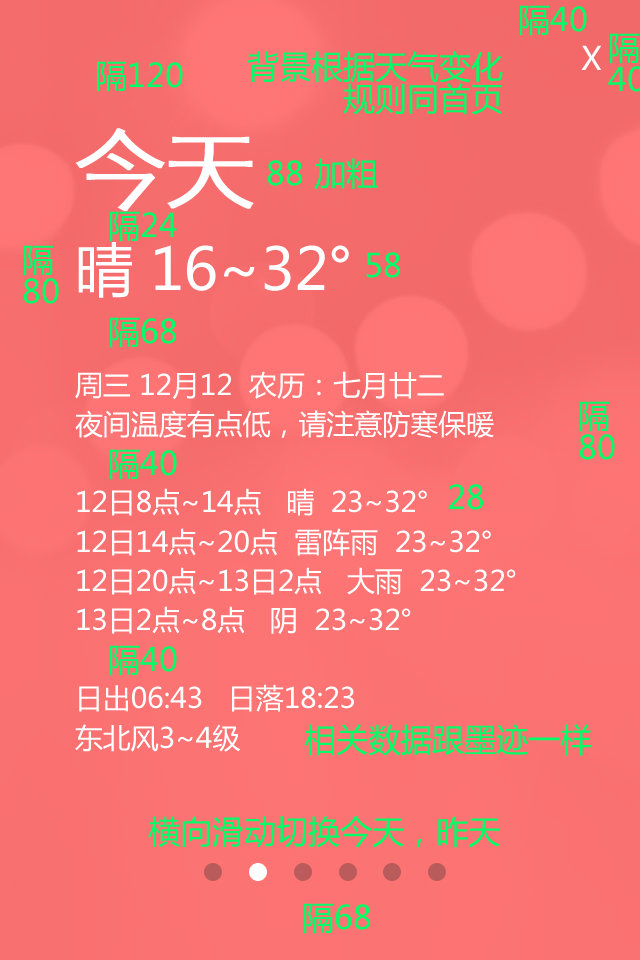 隔40
X
隔40
隔120
背景根据天气变化
规则同首页
今天
88 加粗
隔24
隔80
晴 16~32°
58
隔68
周三 12月12 农历：七月廿二
夜间温度有点低，请注意防寒保暖
隔80
隔40
12日8点~14点 晴 23~32°
28
12日14点~20点 雷阵雨 23~32°
12日20点~13日2点 大雨 23~32°
13日2点~8点 阴 23~32°
隔40
日出06:43 日落18:23
东北风3~4级
相关数据跟墨迹一样
横向滑动切换今天，昨天
隔68